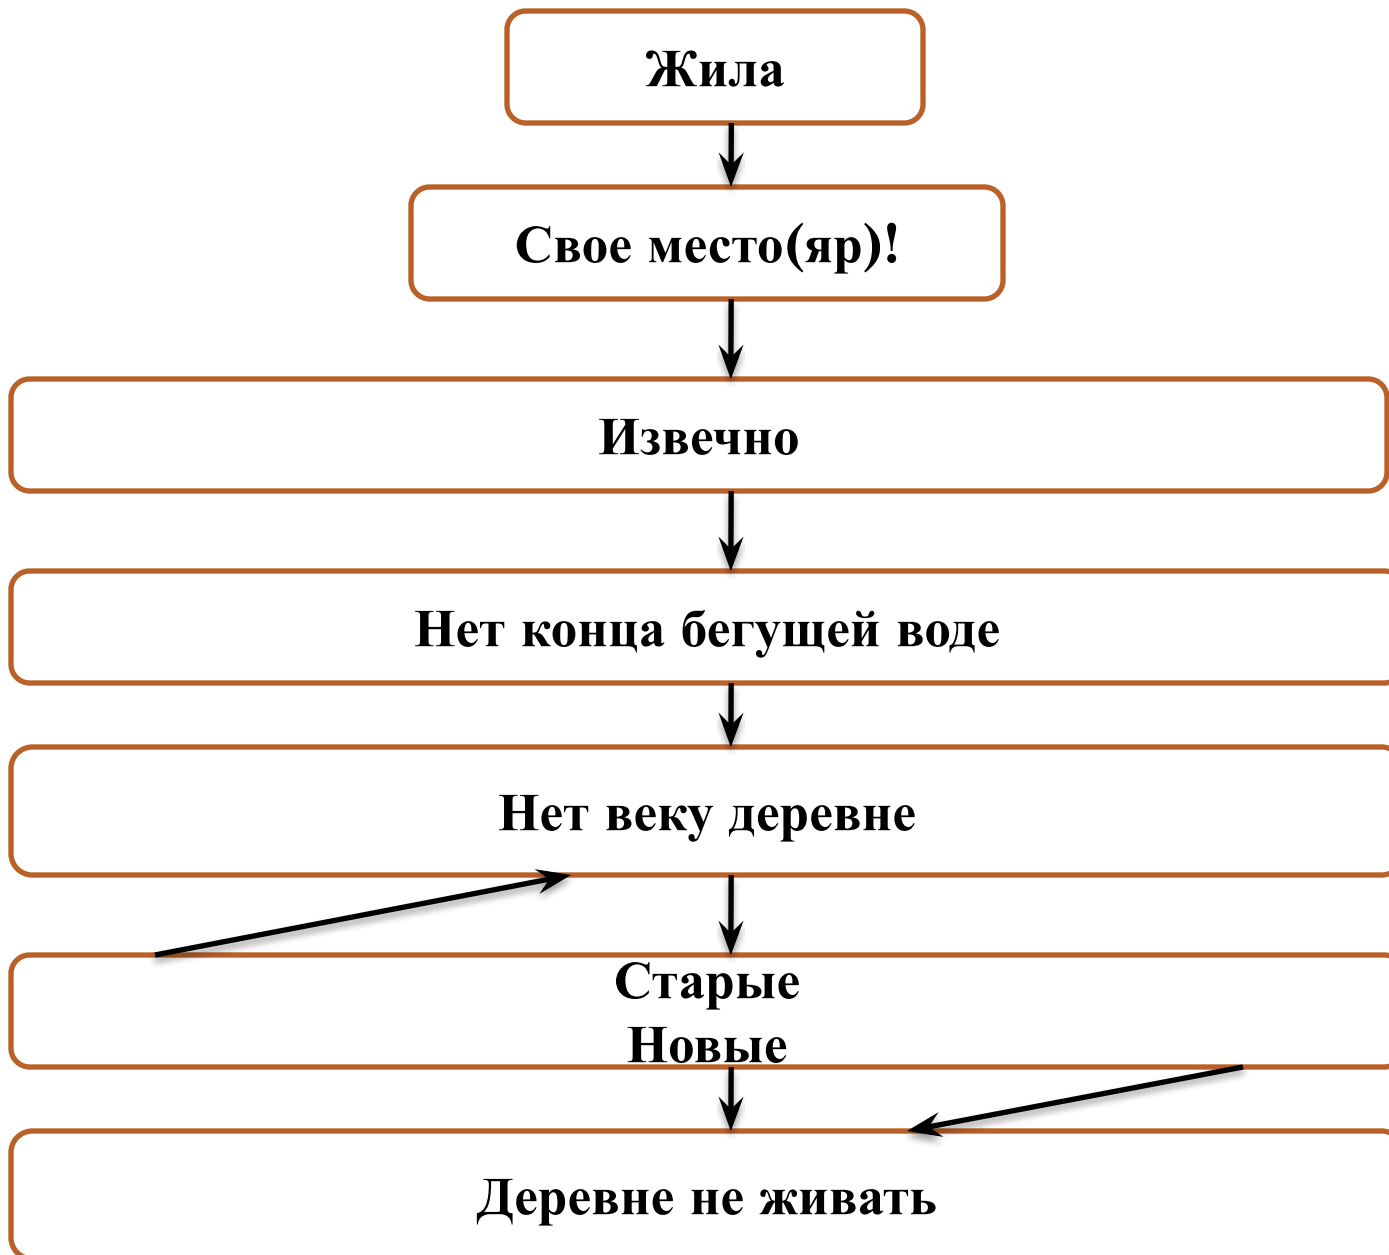 Жила
Свое место(яр)!
Извечно
Нет конца бегущей воде
Нет веку деревне
Старые
Новые
Деревне не живать